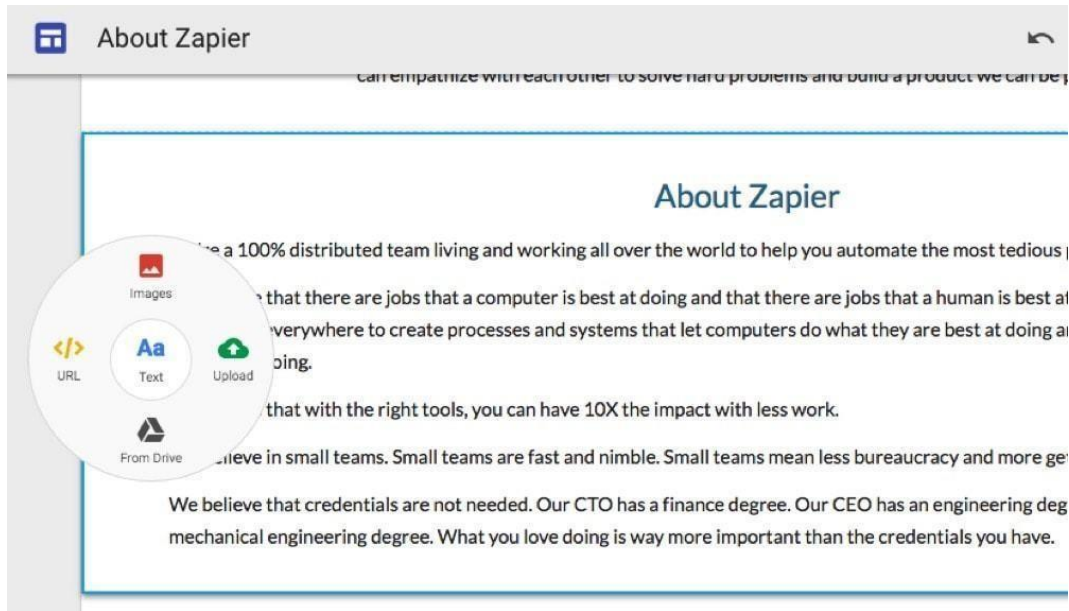 About Zapier
can empathize with each other to solve hard problems and build a product we can be
About Zapier
a 100% distributed team living and working all over the world to help you automate the most tedious
that there are jobs that a computer is best at doing and that there are jobs that a human is best
everywhere to create processes and systems that let computers do what they are best at doing
that with the right tools, you can have 10X the impact with less work.
in small teams. Small teams are fast and nimble. Small teams mean less bureaucracy and more
We believe that credentials are not needed. Our CTO has a finance degree. Our CEO has an engineering
mechanical engineering degree. What you love doing is way more important than the credentials you have.
Images
</>
URL
Aa
Text
Upload
From Drive